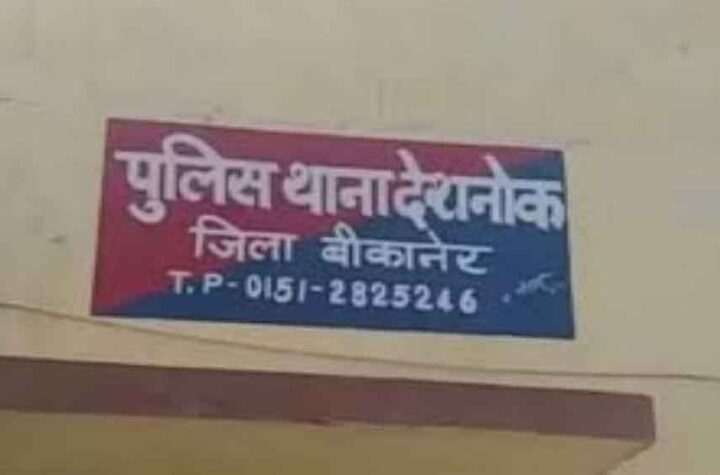 पुलिस थाना देशनोक
जिला बीकानेर
T.P-0151-2825246